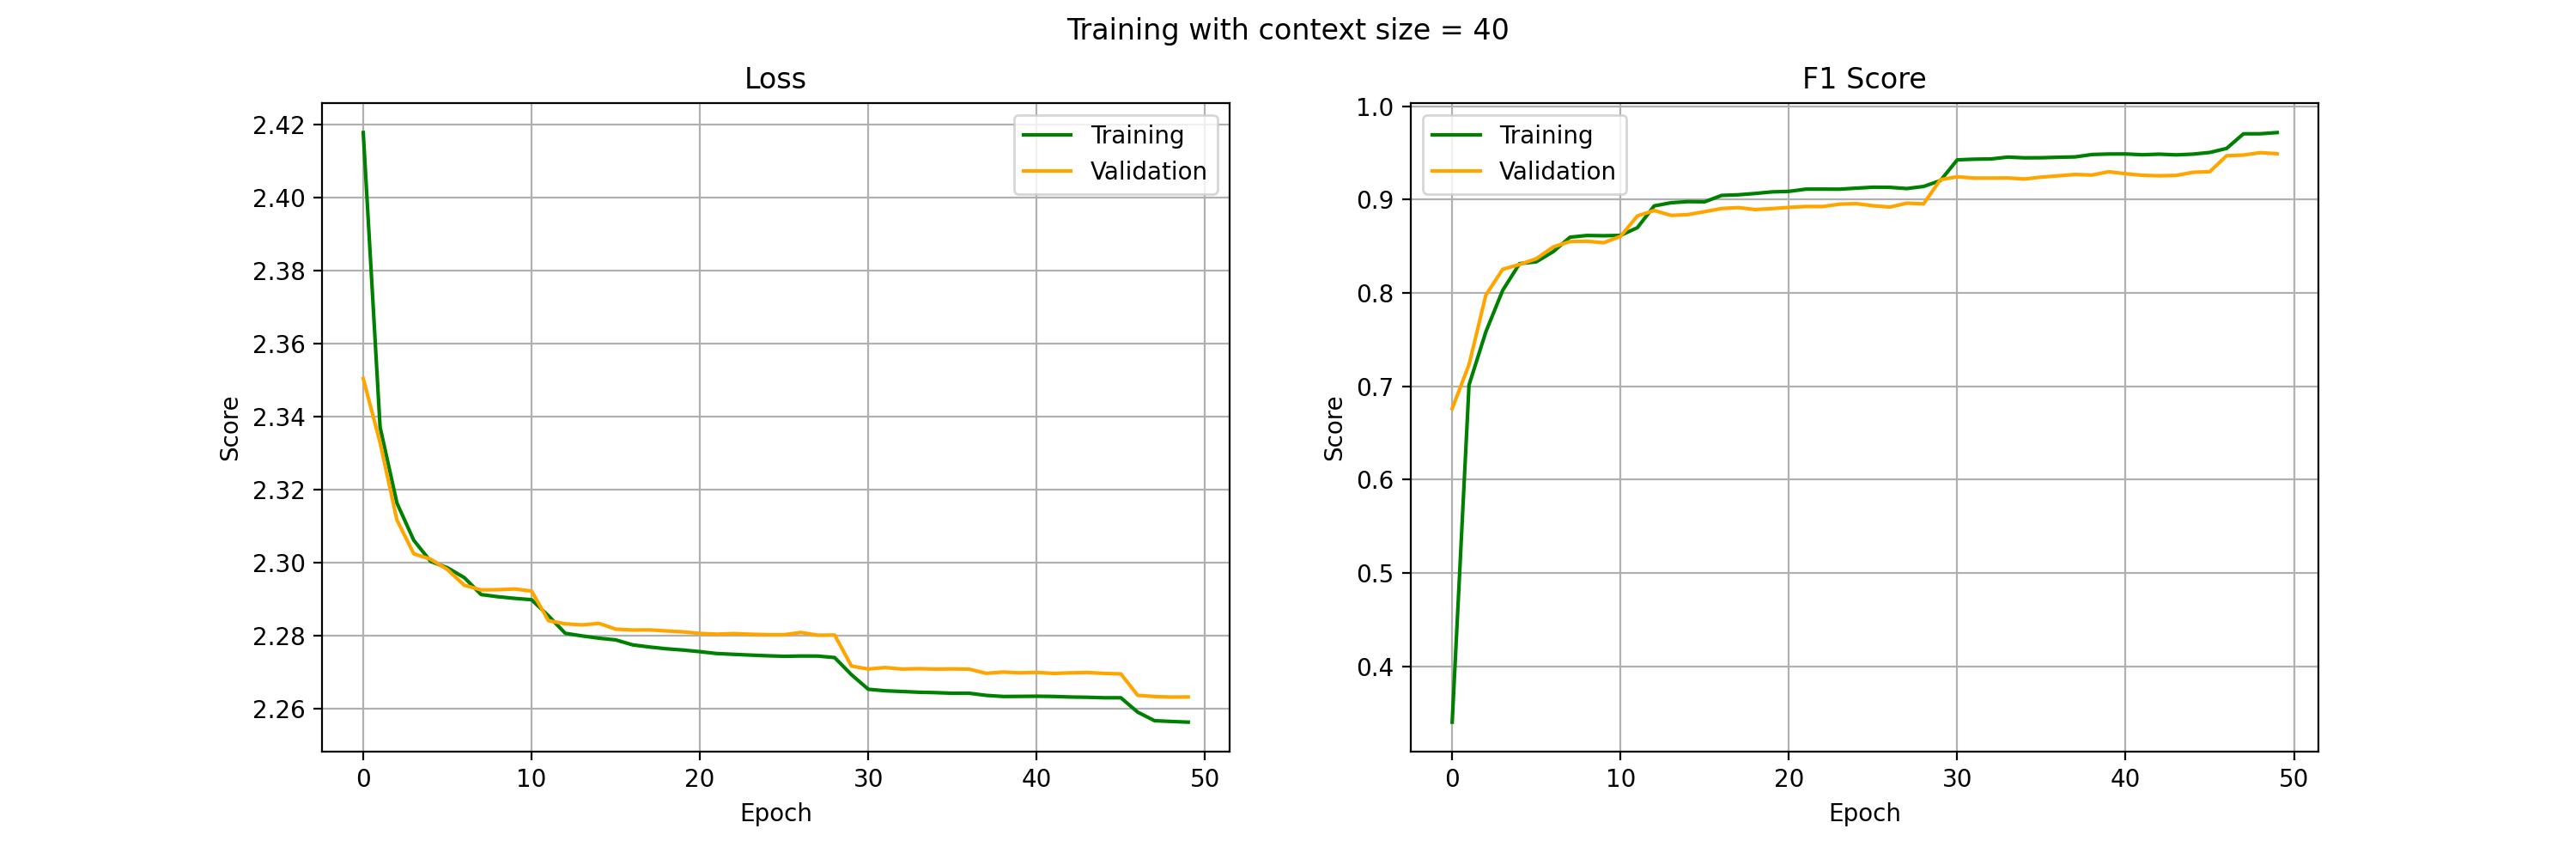 Training with context size = 40
Loss
2.42
2.40
2.38
2.36
2.34
2.32
2.30
2.28
2.26
Score
0 10 20 30 40 50
Epoch
Training
Validation
F1 Score
1.0
0.9
0.8
0.7
0.6
0.5
0.4
Score
0 10 20 30 40 50
Epoch
Training
Validation